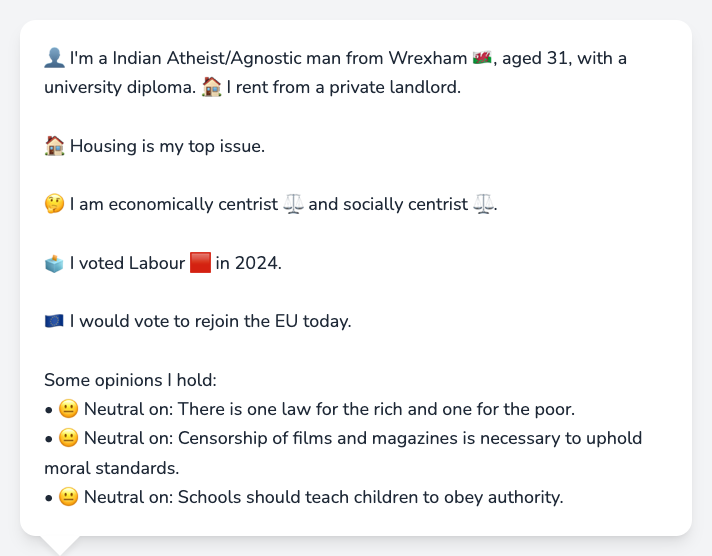 👤 I'm a Indian Atheist/Agnostic man from Wrexham 🏴󠁧󠁢󠁷󠁬󠁳󠁿, aged 31, with a
university diploma. 🏠 I rent from a private landlord.
🏠 Housing is my top issue.
🤔 I am economically centrist ⚖️ and socially centrist ⚖️.
🗳️ I voted Labour 🟥 in 2024.
🇪🇺 I would vote to rejoin the EU today.
Some opinions I hold:
• 😐 Neutral on: There is one law for the rich and one for the poor.
• 😐 Neutral on: Censorship of films and magazines is necessary to uphold
moral standards.
• 😐 Neutral on: Schools should teach children to obey authority.